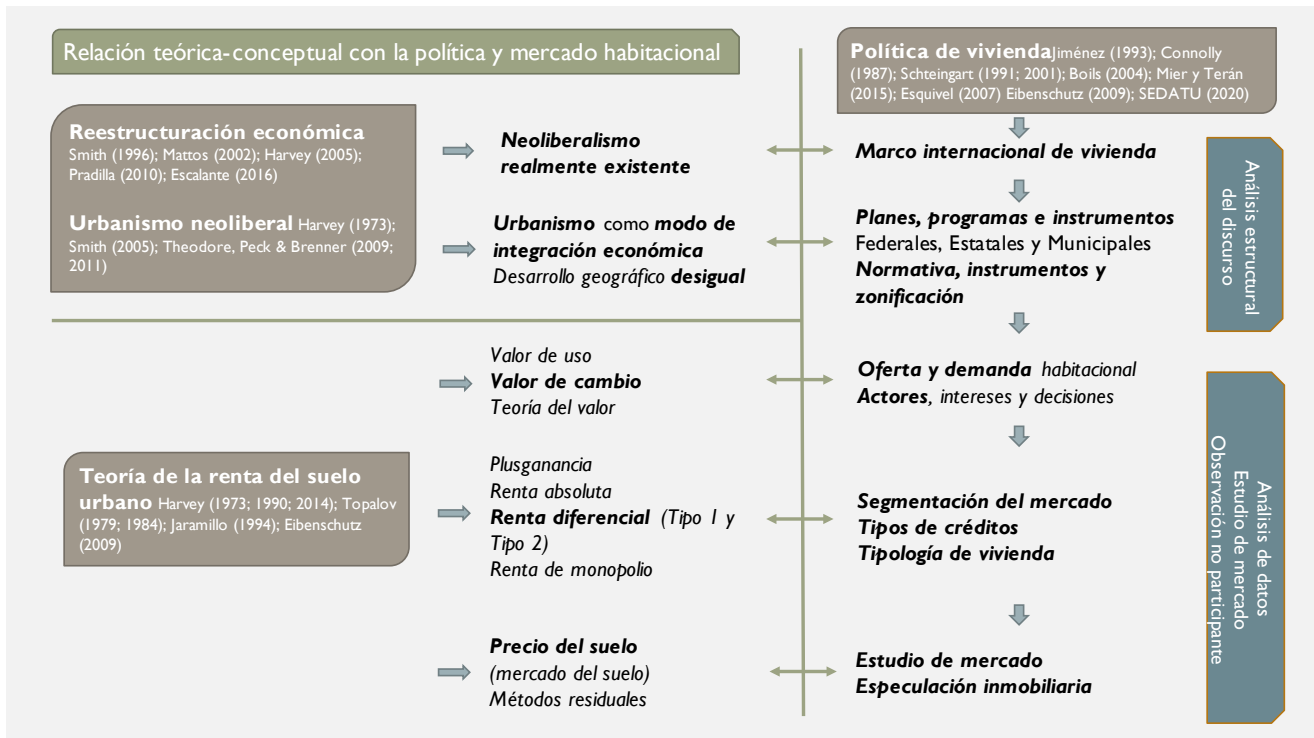 Relación teórica-conceptual con la política y mercado habitacional
Reestructuración económica
Smith (1996); Mattos (2002); Harvey (2005);
Pradilla (2010); Escalante (2016)
Urbanismo neoliberal Harvey (1973);
Smith (2005); Theodore, Peck & Brenner (2009;
2011)
Neoliberalismo
realmente existente
Urbanismo como modo de
integración económica
Desarrollo geográfico desigual
Teoría de la renta del suelo
urbano Harvey (1973; 1990; 2014); Topalov
(1979; 1984); Jaramillo (1994); Eibenschutz
(2009)
Valor de uso
Valor de cambio
Teoría del valor
Plusganancia
Renta absoluta
Renta diferencial (Tipo 1 y
Tipo 2)
Renta de monopolio
Precio del suelo
(mercado del suelo)
Métodos residuales
Política de viviendaJiménez (1993); Connolly
(1987); Schteingart (1991; 2001); Boils (2004); Mier y Terán
(2015); Esquivel (2007) Eibenschutz (2009); SEDATU (2020)
Marco internacional de vivienda
Planes, programas e instrumentos
Federales, Estatales y Municipales
Normativa, instrumentos y
zonificación
Oferta y demanda habitacional
Actores, intereses y decisiones
Segmentación del mercado
Tipos de créditos
Tipología de vivienda
Estudio de mercado
Especulación inmobiliaria
Análisis estructural
del discurso
Análisis de datos
Estudio de mercado
Observación no participante